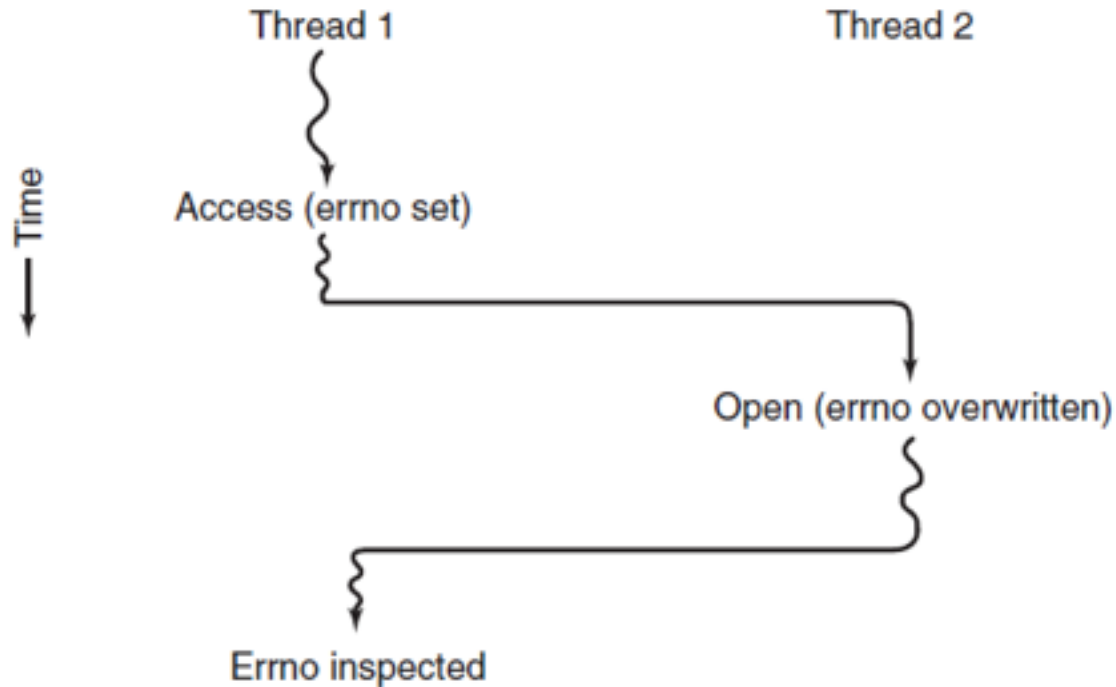 Thread 1
Thread 2
Time
Access (errno set)
Open (errno overwritten)
Errno inspected